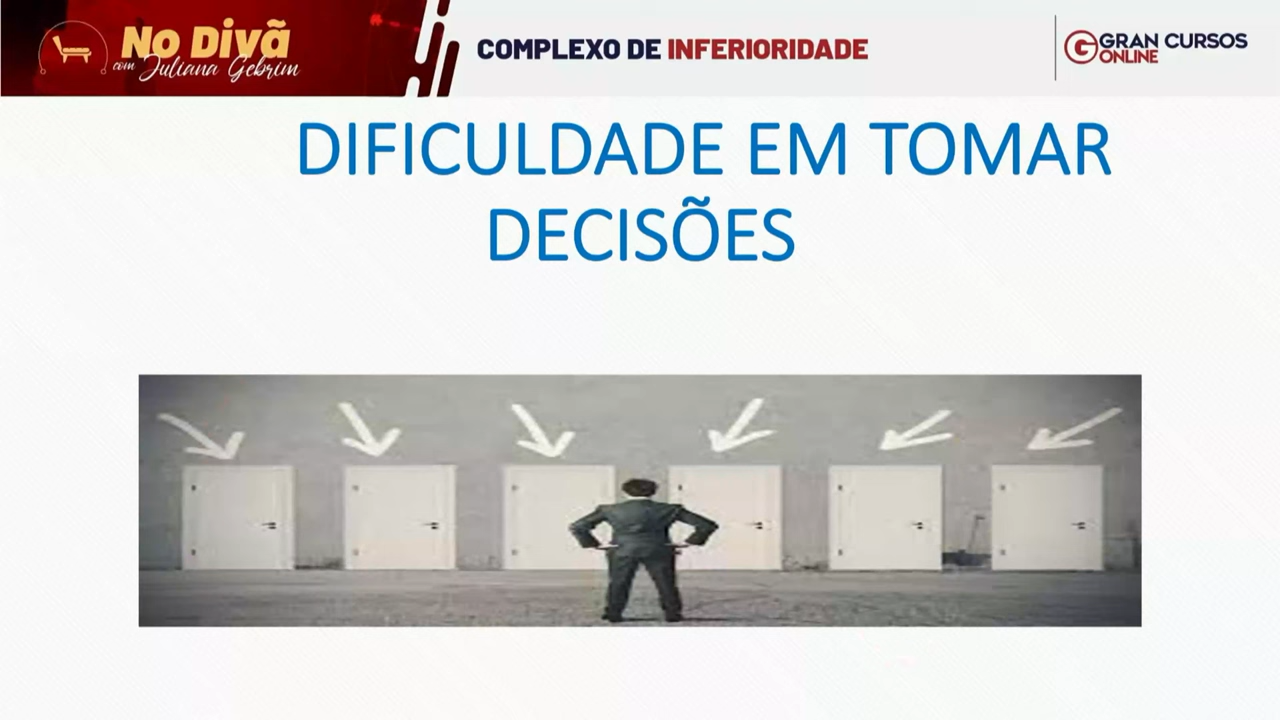 No Divã
com Juliana Gebrim
COMPLEXO DE INFERIORIDADE
GRAN CURSOS
ONLINE
DIFICULDADE EM TOMAR
DECISÕES